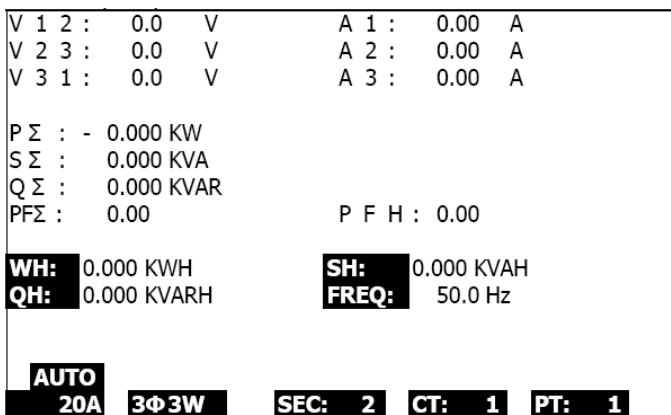 V 1 2 : 0.0 V A 1 : 0.00 A
V 2 3 : 0.0 V A 2 : 0.00 A
V 3 1 : 0.0 V A 3 : 0.00 A
P Σ : - 0.000 KW
S Σ : 0.000 KVA
Q Σ : 0.000 KVAR
PFΣ : 0.00 P F H : 0.00
WH: 0.000 KWH SH: 0.000 KVAH
QH: 0.000 KVARH FREQ: 50.0 Hz
AUTO
20A 3Φ3W SEC: 2 CT: 1 PT: 1